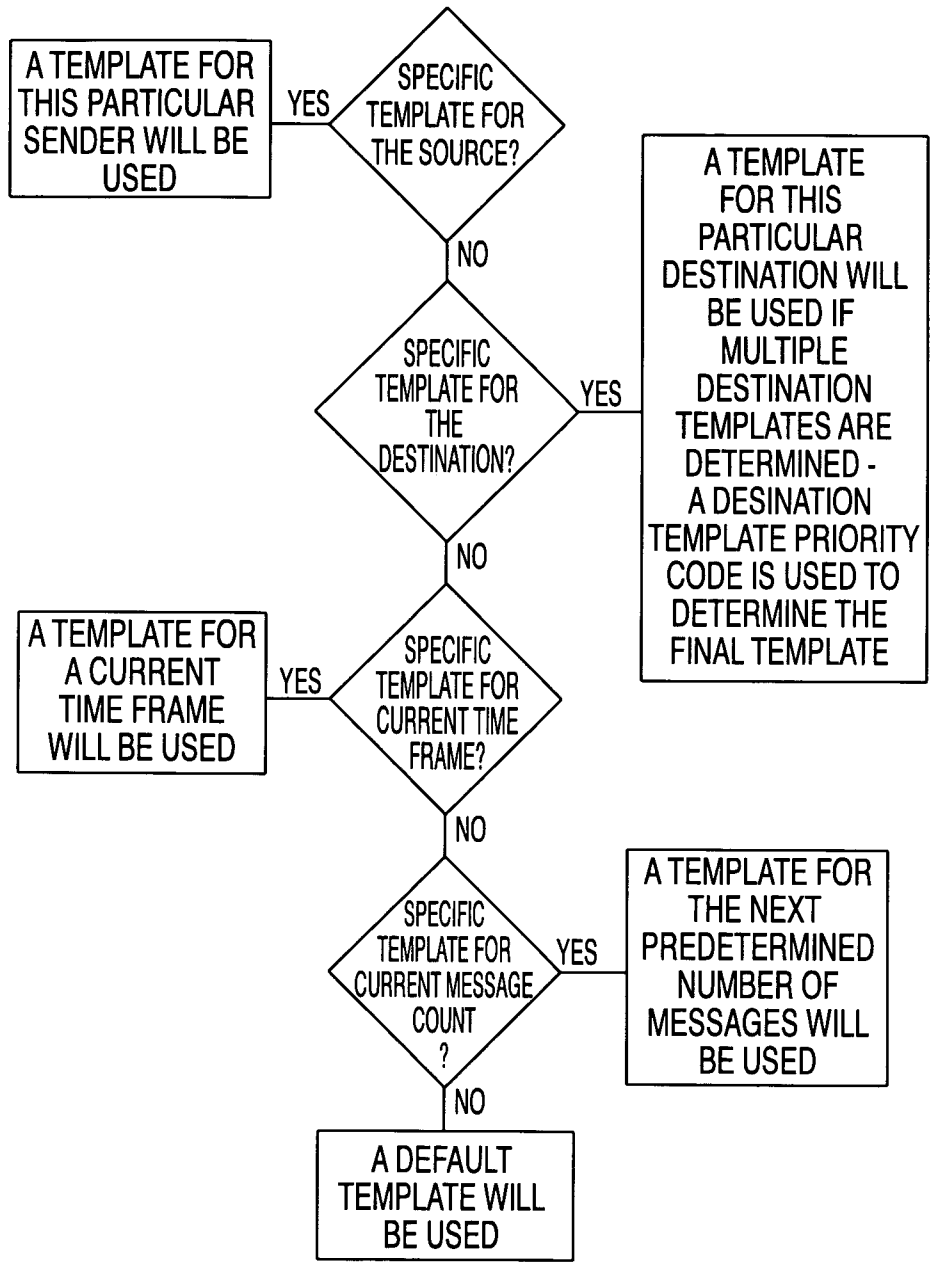 SPECIFIC
TEMPLATE FOR
THE SOURCE?
YES
A TEMPLATE FOR
THIS PARTICULAR
SENDER WILL BE
USED
NO
SPECIFIC
TEMPLATE FOR
THE
DESTINATION?
YES
A TEMPLATE
FOR THIS
PARTICULAR
DESTINATION WILL
BE USED IF
MULTIPLE
DESTINATION
TEMPLATES ARE
DETERMINED -
A DESINATION
TEMPLATE PRIORITY
CODE IS USED TO
DETERMINE THE
FINAL TEMPLATE
NO
SPECIFIC
TEMPLATE FOR
CURRENT TIME
FRAME?
YES
A TEMPLATE FOR
A CURRENT
TIME FRAME
WILL BE USED
NO
SPECIFIC
TEMPLATE FOR
CURRENT MESSAGE
COUNT
?
YES
A TEMPLATE FOR
THE NEXT
PREDETERMINED
NUMBER OF
MESSAGES WILL
BE USED
NO
A DEFAULT
TEMPLATE WILL
BE USED